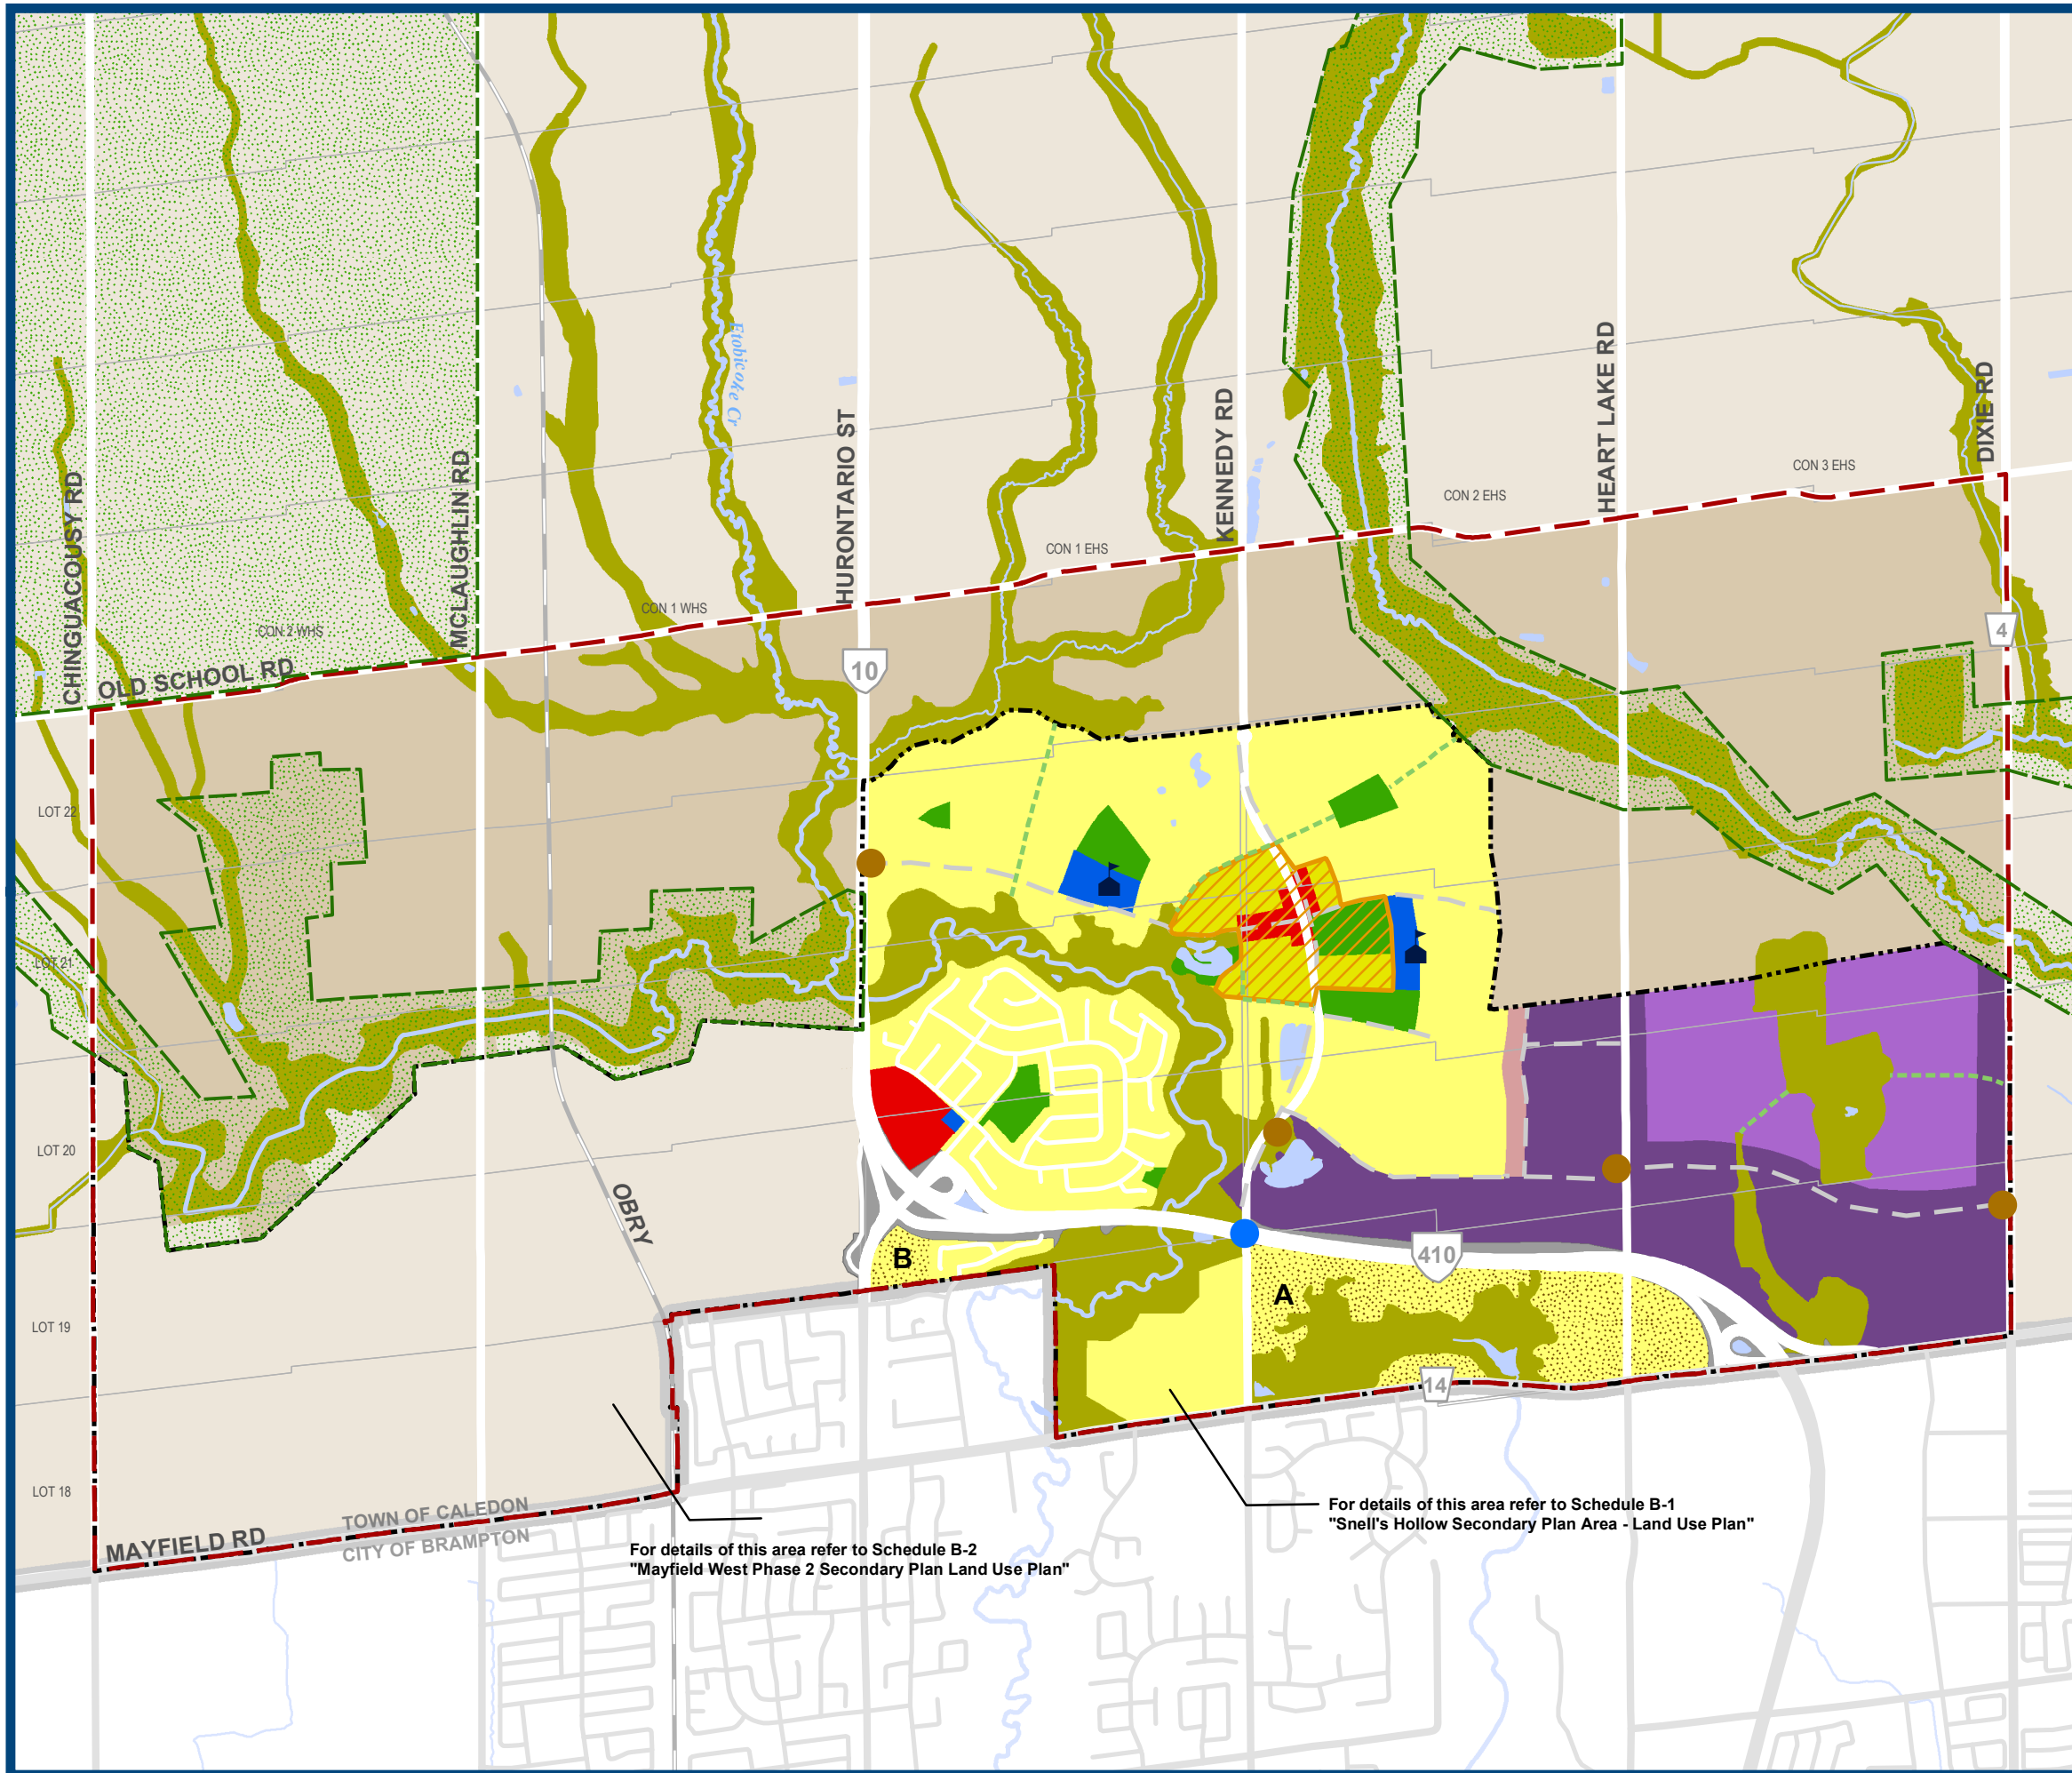 Etobicoke Cr
HEART LAKE RD
DIXIE RD
KENNEDY RD
HURONTARIO ST
MCLAUGHLIN RD
CHINGUACOUSY RD
CON 3 EHS
CON 2 EHS
CON 1 EHS
CON 1 WHS
CON 2 WHS
4
OLD SCHOOL RD
10
LOT 22
LOT 21
LOT 20
OBRY
B
410
A
LOT 19
14
LOT 18
TOWN OF CALEDON
CITY OF BRAMPTON
MAYFIELD RD
For details of this area refer to Schedule B-1
"Snell's Hollow Secondary Plan Area - Land Use Plan"
For details of this area refer to Schedule B-2
"Mayfield West Phase 2 Secondary Plan Land Use Plan"